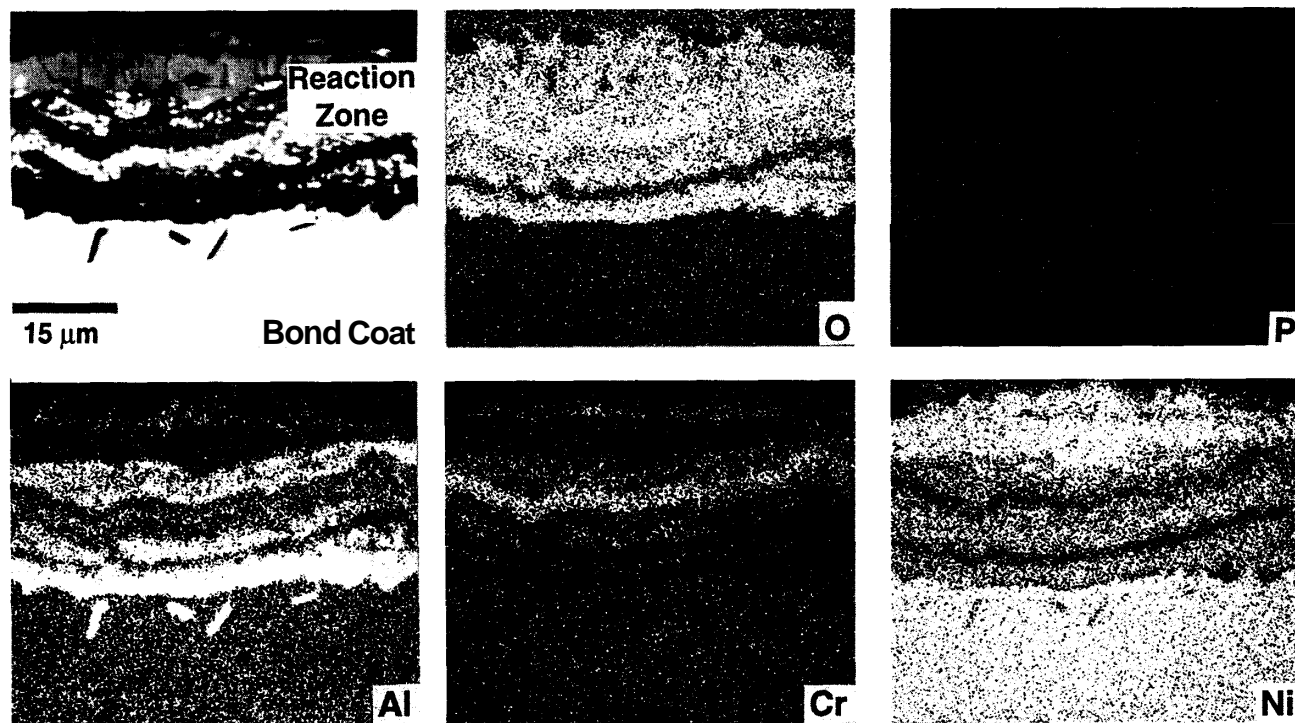 Reaction
Zone
15 μm
Bond Coat
O
P
Al
Cr
Ni